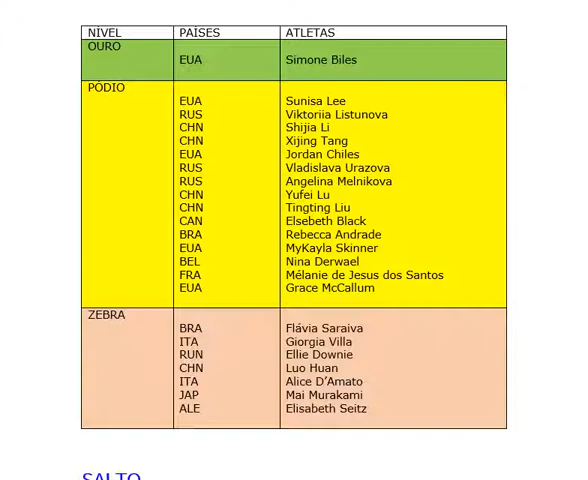 NÍVEL PAÍSES ATLETAS
OURO
EUA Simone Biles
PÓDIO
EUA Sunisa Lee
RUS Viktoriia Listunova
CHN Shijia Li
CHN Xijing Tang
EUA Jordan Chiles
RUS Vladislava Urazova
RUS Angelina Melnikova
CHN Yufei Lu
CHN Tingting Liu
CAN Elsebeth Black
BRA Rebecca Andrade
EUA MyKayla Skinner
BEL Nina Derwael
FRA Mélanie de Jesus dos Santos
EUA Grace McCallum
ZEBRA
BRA Flávia Saraiva
ITA Giorgia Villa
RUN Ellie Downie
CHN Luo Huan
ITA Alice D’Amato
JAP Mai Murakami
ALE Elisabeth Seitz
SALTO